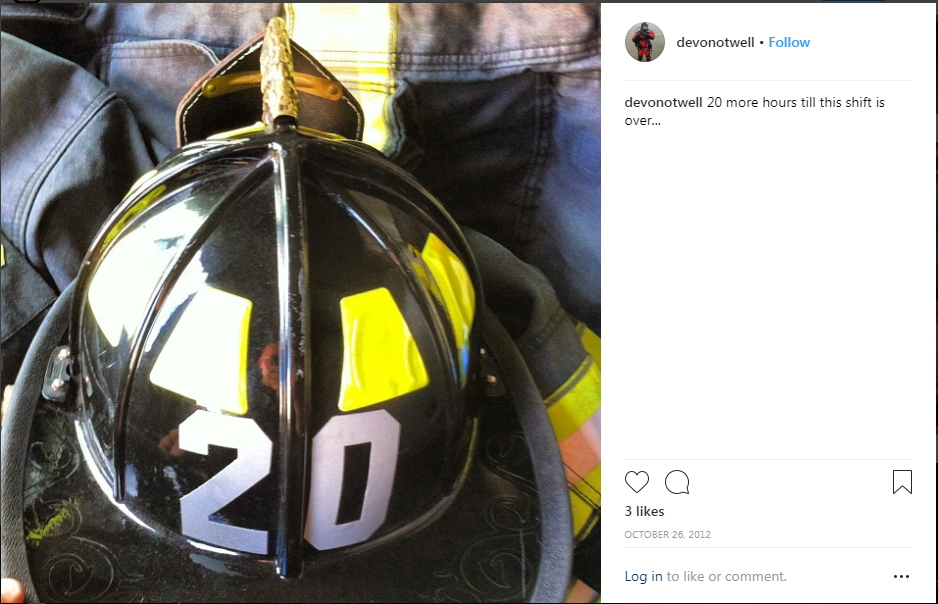 devonotwell • Follow
devonotwell 20 more hours till this shift is
over...
20
3 likes
OCTOBER 26, 2012
Log in to like or comment.